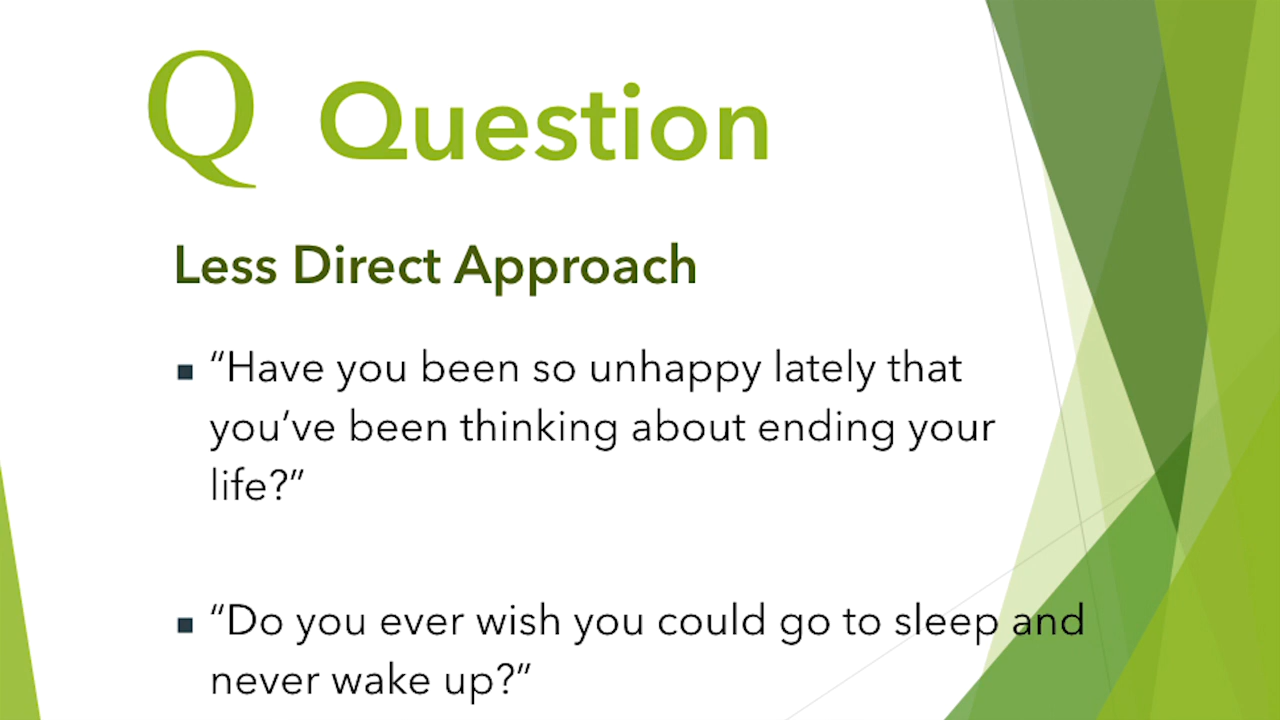 Q Question
Less Direct Approach
▪ “Have you been so unhappy lately that
you’ve been thinking about ending your
life?”
▪ “Do you ever wish you could go to sleep and
never wake up?”